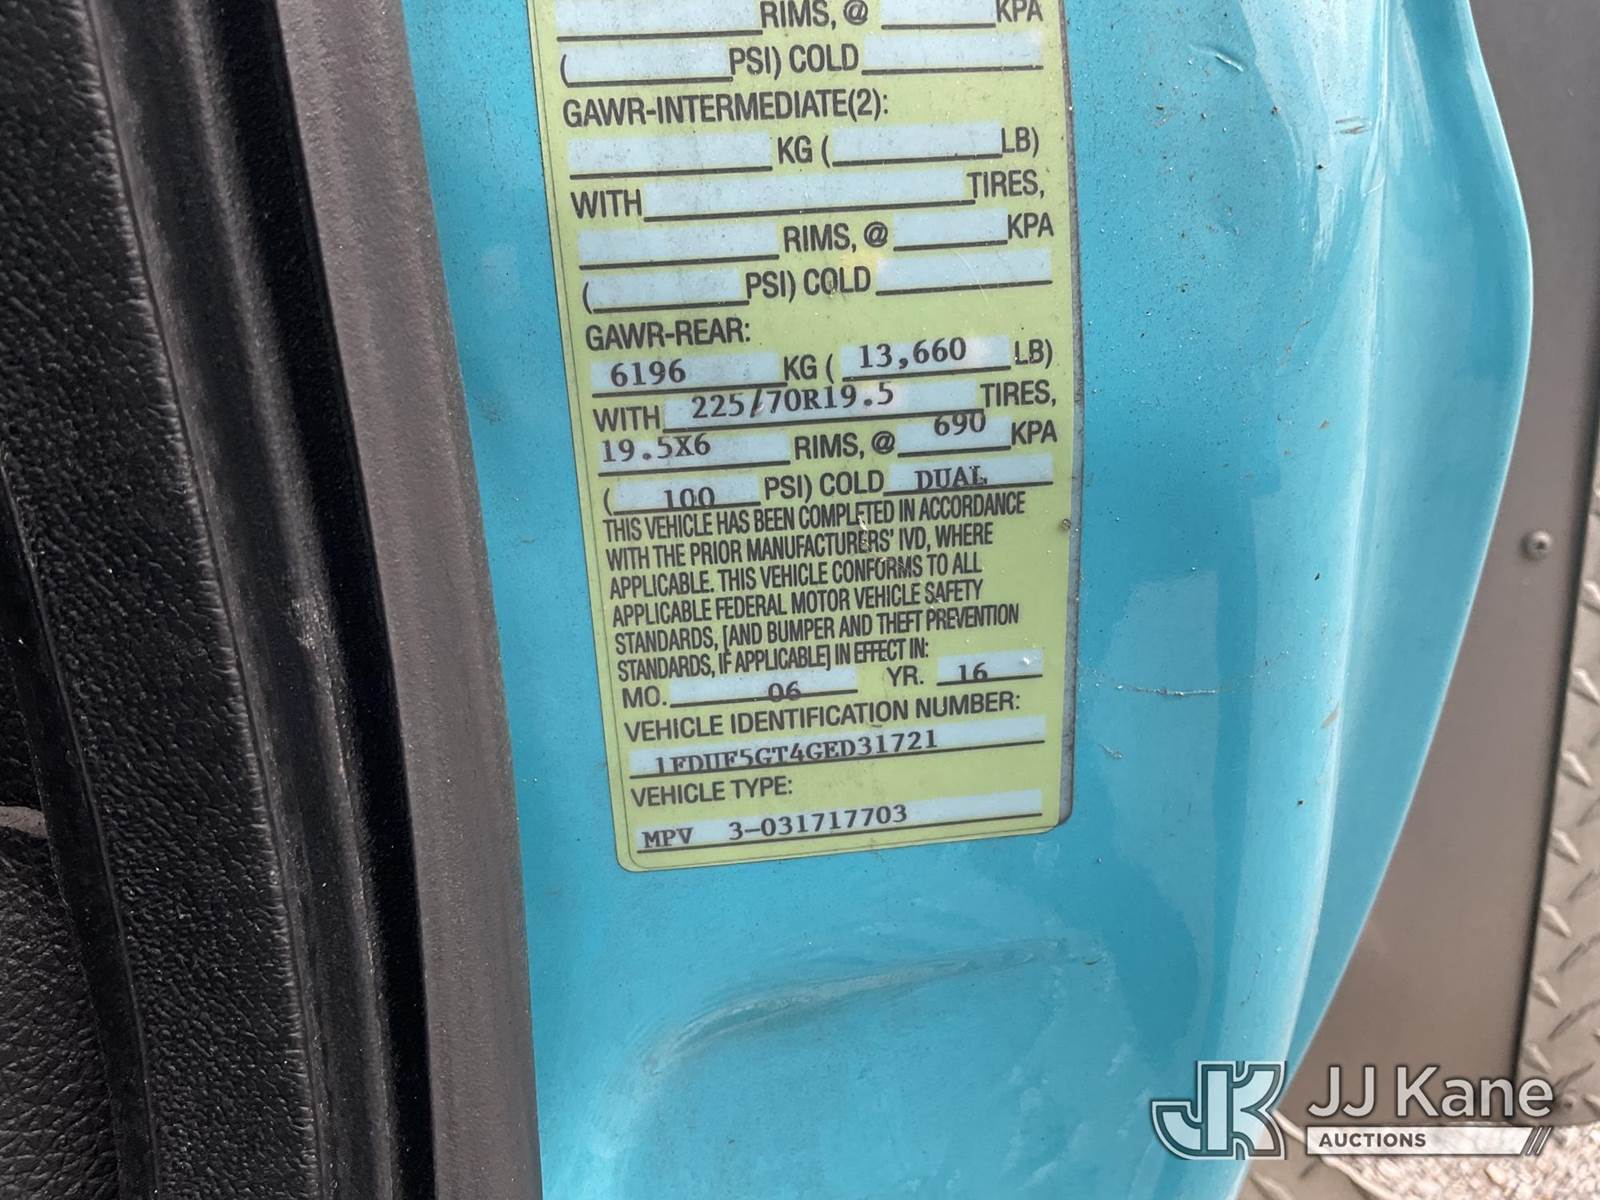 RIMS, @ KPA
( PSI) COLD
GAWR-INTERMEDIATE(2):
KG ( LB)
WITH TIRES,
RIMS, @ KPA
( PSI) COLD
GAWR-REAR:
6196 KG ( 13,660 LB)
WITH 225/70R19.5 TIRES,
19.5X6 RIMS, @ 690 KPA
( 100 PSI) COLD DUAL
THIS VEHICLE HAS BEEN COMPLETED IN ACCORDANCE
WITH THE PRIOR MANUFACTURERS' IVD, WHERE
APPLICABLE. THIS VEHICLE CONFORMS TO ALL
APPLICABLE FEDERAL MOTOR VEHICLE SAFETY
STANDARDS, [AND BUMPER AND THEFT PREVENTION
STANDARDS, IF APPLICABLE] IN EFFECT IN:
MO. 06 YR. 16
VEHICLE IDENTIFICATION NUMBER:
1FDUF5GT4GED31721
VEHICLE TYPE:
MPV 3-031717703
JK JJ Kane
AUCTIONS